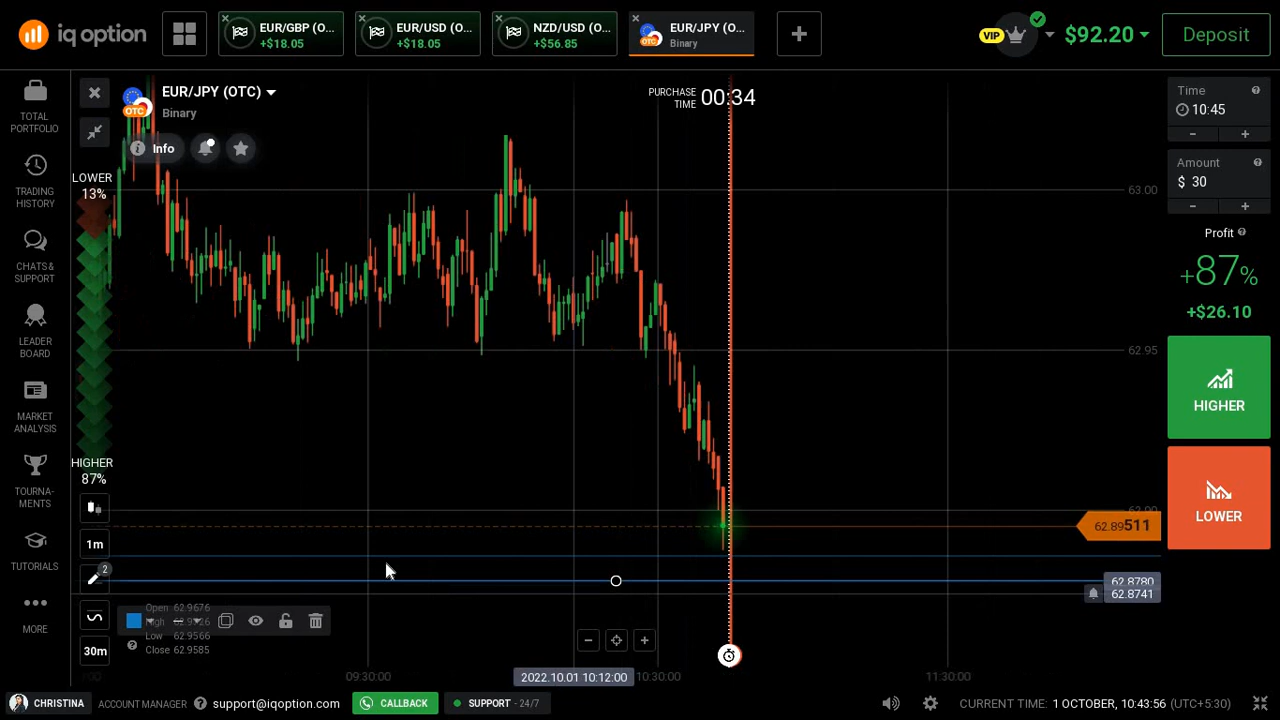 iq option
EUR/GBP (O...
+$18.05
EUR/USD (O...
+$18.05
NZD/USD (O...
+$56.85
OTC
EUR/JPY (O...
Binary
VIP
$92.20
Deposit
TOTAL
PORTFOLIO
TRADING
HISTORY
CHATS &
SUPPORT
LEADER
BOARD
MARKET
ANALYSIS
TOURNA-
MENTS
TUTORIALS
MORE
OTC
EUR/JPY (OTC)
Binary
Info
PURCHASE
TIME
00:34
LOWER
13%
HIGHER
87%
1m
2
30m
Open: 62.9676
Low 62.9566
Close 62.9585
63.00
62.95
62.89511
62.8780
62.8741
09:30:00
2022.10.01 10:12:00
10:30:00
11:30:00
Time
10:45
Amount
$ 30
Profit
+87%
+$26.10
HIGHER
LOWER
CHRISTINA
ACCOUNT MANAGER
support@iqoption.com
CALLBACK
SUPPORT - 24/7
CURRENT TIME: 1 OCTOBER, 10:43:56 (UTC+5:30)